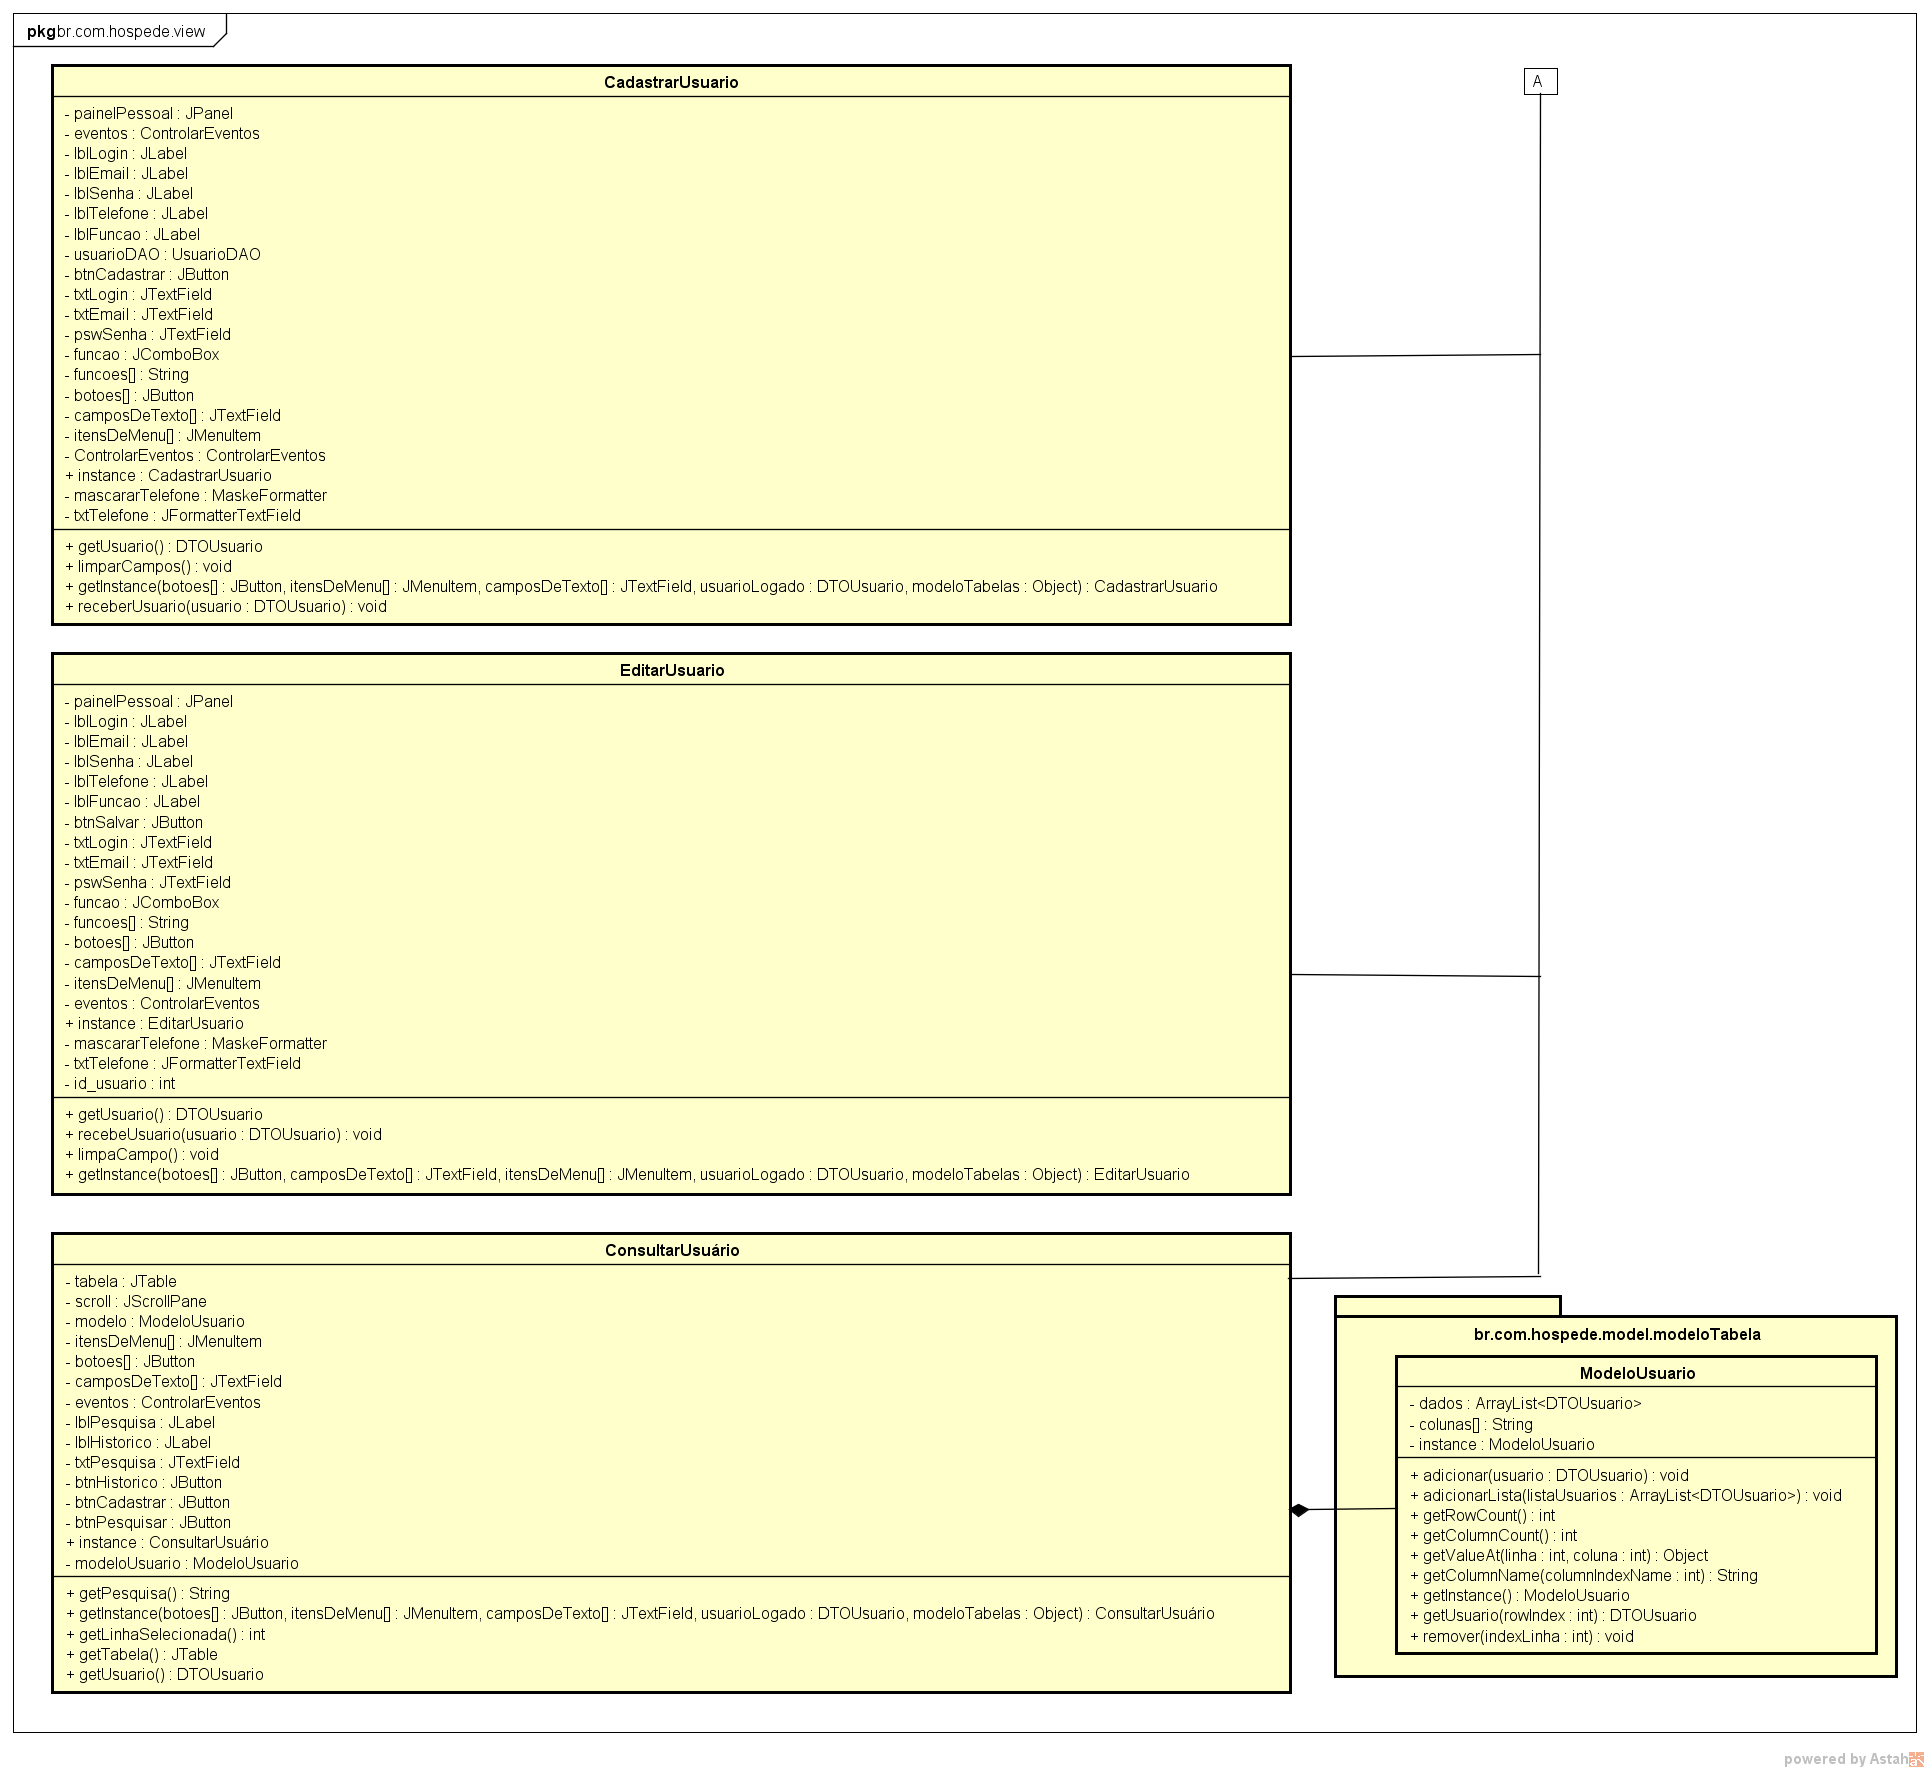 pkg br.com.hospede.view
A
CadastrarUsuario
- painelPessoal : JPanel
- eventos : ControlarEventos
- lblLogin : JLabel
- lblEmail : JLabel
- lblSenha : JLabel
- lblTelefone : JLabel
- lblFuncao : JLabel
- usuarioDAO : UsuarioDAO
- btnCadastrar : JButton
- txtLogin : JTextField
- txtEmail : JTextField
- pswSenha : JTextField
- funcao : JComboBox
- funcoes[] : String
- botoes[] : JButton
- camposDeTexto[] : JTextField
- itensDeMenu[] : JMenuItem
- ControlarEventos : ControlarEventos
+ instance : CadastrarUsuario
- mascararTelefone : MaskeFormatter
- txtTelefone : JFormatterTextField
+ getUsuario() : DTOUsuario
+ limparCampos() : void
+ getInstance(botoes[] : JButton, itensDeMenu[] : JMenuItem, camposDeTexto[] : JTextField, usuarioLogado : DTOUsuario, modeloTabelas : Object) : CadastrarUsuario
+ receberUsuario(usuario : DTOUsuario) : void
EditarUsuario
- painelPessoal : JPanel
- lblLogin : JLabel
- lblEmail : JLabel
- lblSenha : JLabel
- lblTelefone : JLabel
- lblFuncao : JLabel
- btnSalvar : JButton
- txtLogin : JTextField
- txtEmail : JTextField
- pswSenha : JTextField
- funcao : JComboBox
- funcoes[] : String
- botoes[] : JButton
- camposDeTexto[] : JTextField
- itensDeMenu[] : JMenuItem
- eventos : ControlarEventos
+ instance : EditarUsuario
- mascararTelefone : MaskeFormatter
- txtTelefone : JFormatterTextField
- id_usuario : int
+ getUsuario() : DTOUsuario
+ recebeUsuario(usuario : DTOUsuario) : void
+ limpaCampo() : void
+ getInstance(botoes[] : JButton, camposDeTexto[] : JTextField, itensDeMenu[] : JMenuItem, usuarioLogado : DTOUsuario, modeloTabelas : Object) : EditarUsuario
ConsultarUsuário
- tabela : JTable
- scroll : JScrollPane
- modelo : ModeloUsuario
- itensDeMenu[] : JMenuItem
- botoes[] : JButton
- camposDeTexto[] : JTextField
- eventos : ControlarEventos
- lblPesquisa : JLabel
- lblHistorico : JLabel
- txtPesquisa : JTextField
- btnHistorico : JButton
- btnCadastrar : JButton
- btnPesquisar : JButton
+ instance : ConsultarUsuário
- modeloUsuario : ModeloUsuario
+ getPesquisa() : String
+ getInstance(botoes[] : JButton, itensDeMenu[] : JMenuItem, camposDeTexto[] : JTextField, usuarioLogado : DTOUsuario, modeloTabelas : Object) : ConsultarUsuário
+ getLinhaSelecionada() : int
+ getTabela() : JTable
+ getUsuario() : DTOUsuario
br.com.hospede.model.modeloTabela
ModeloUsuario
- dados : ArrayList<DTOUsuario>
- colunas[] : String
- instance : ModeloUsuario
+ adicionar(usuario : DTOUsuario) : void
+ adicionarLista(listaUsuarios : ArrayList<DTOUsuario>) : void
+ getRowCount() : int
+ getColumnCount() : int
+ getValueAt(linha : int, coluna : int) : Object
+ getColumnName(columnIndexName : int) : String
+ getInstance() : ModeloUsuario
+ getUsuario(rowIndex : int) : DTOUsuario
+ remover(indexLinha : int) : void
powered by Astah